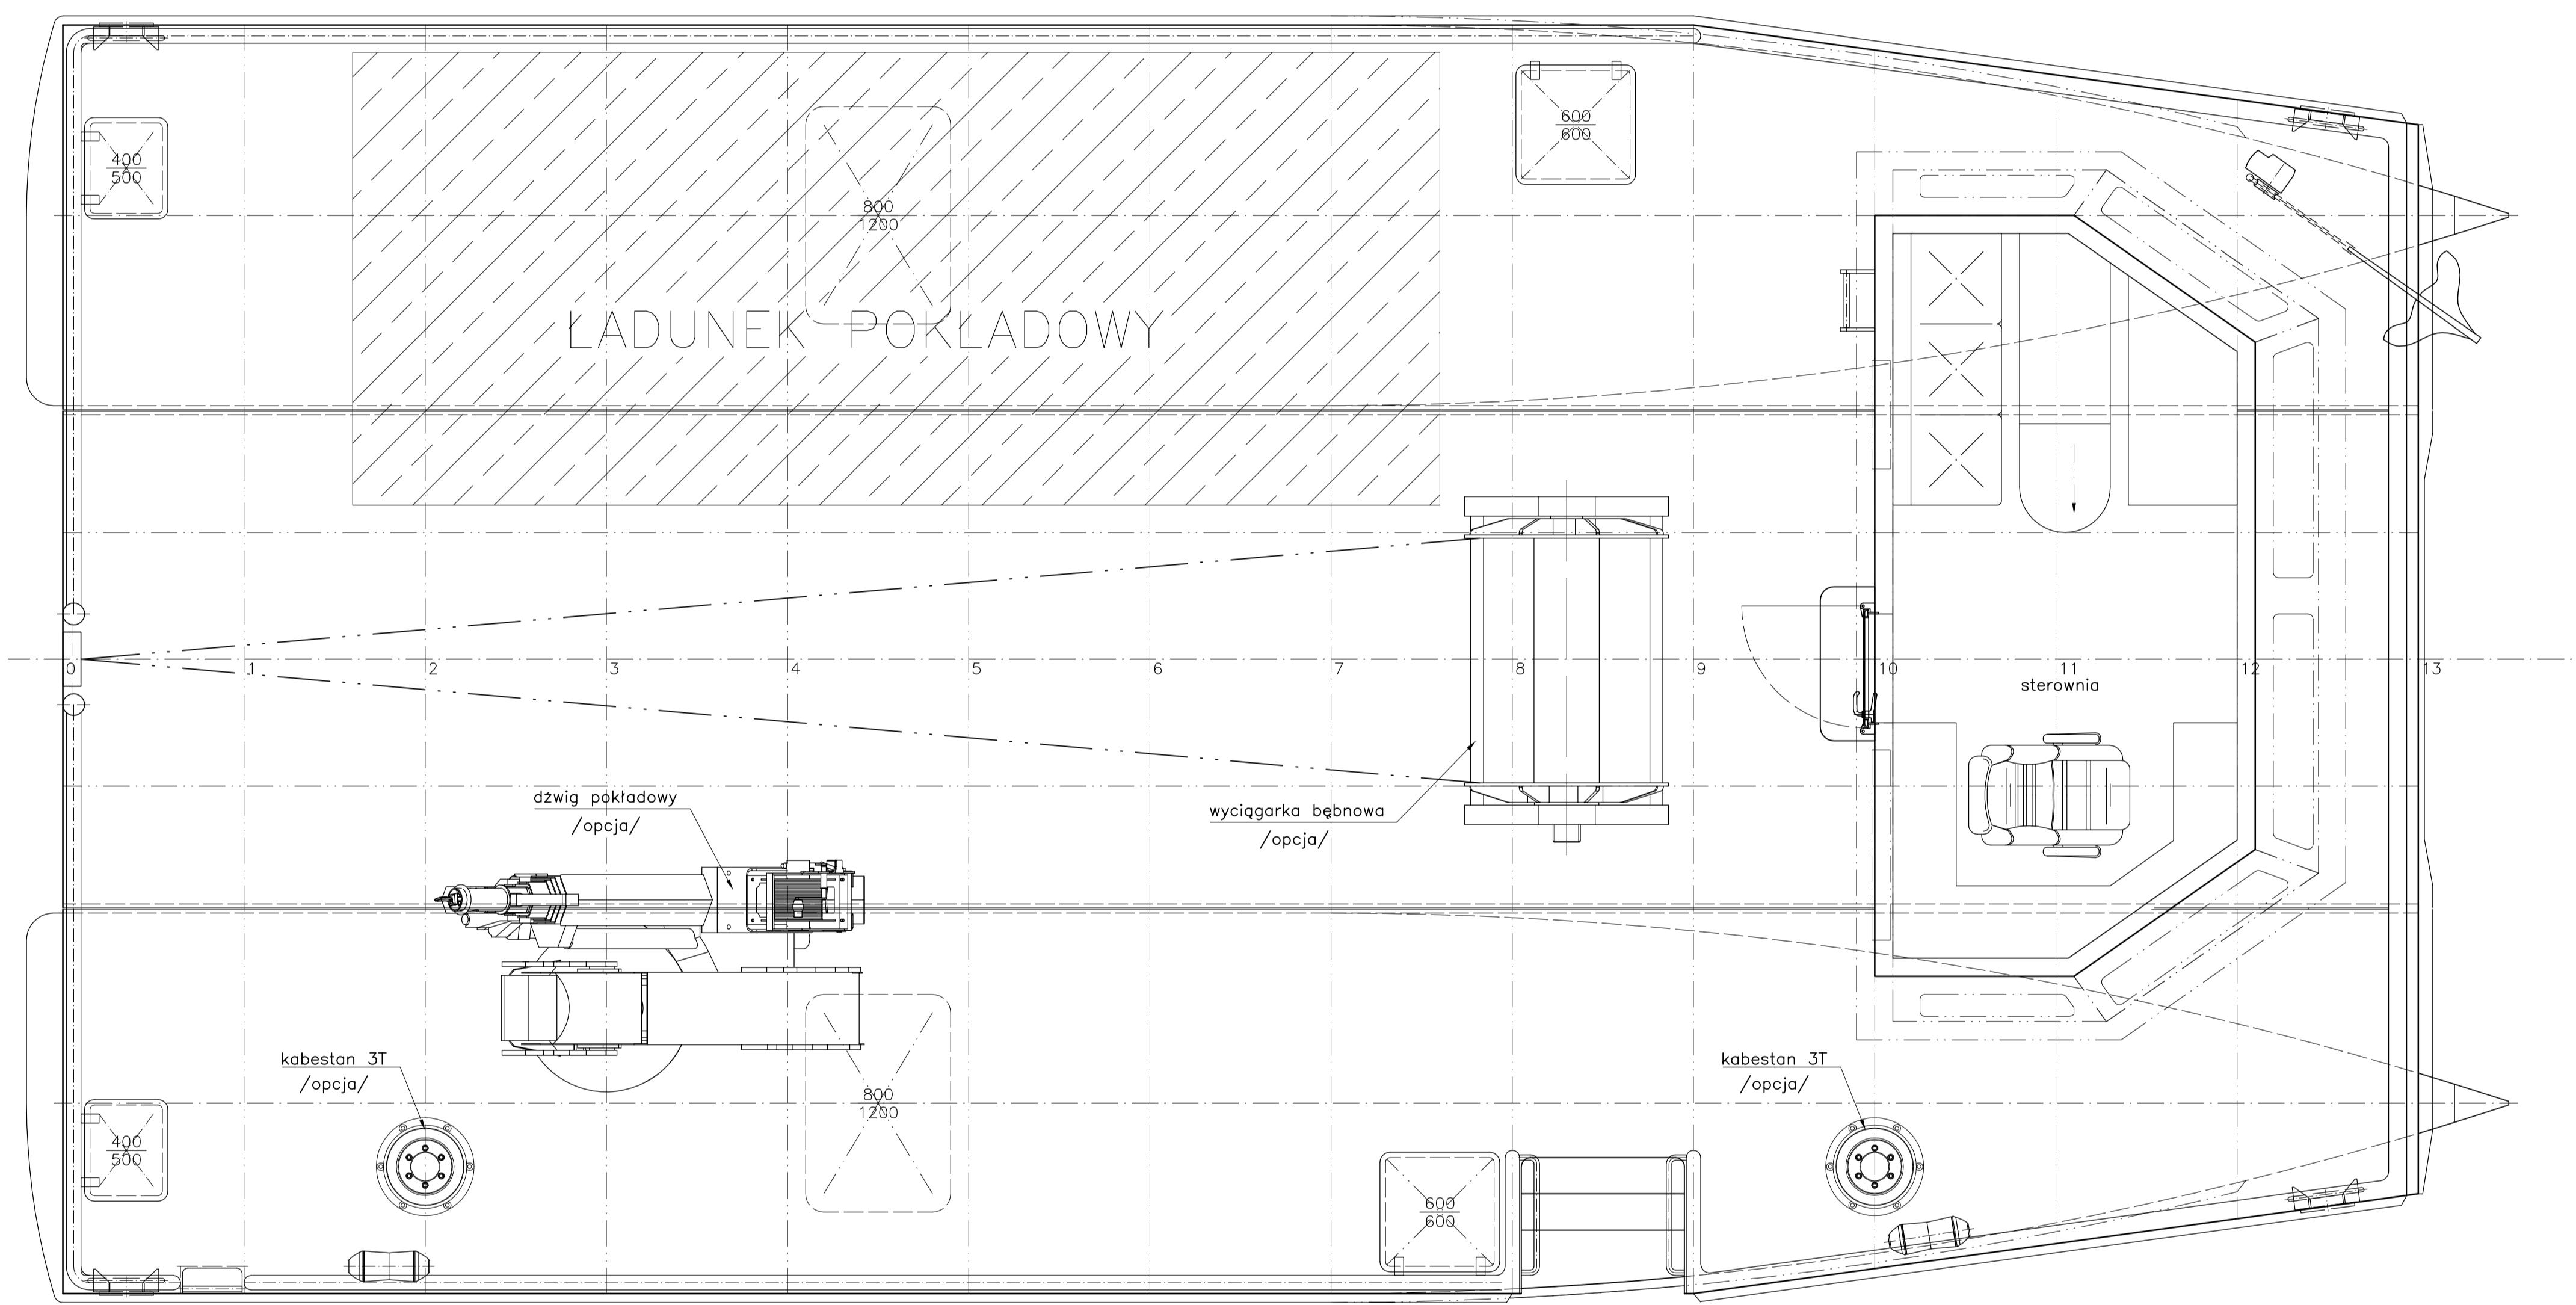 400
500
600
600
800
1200
ŁADUNEK POKŁADOWY
0 1 2 3 4 5 6 7 8 9 10 11 12 13
sterownia
dźwig pokładowy
/opcja/
wyciągarka bębnowa
/opcja/
kabestan 3T
/opcja/
kabestan 3T
/opcja/
800
1200
400
500
600
600